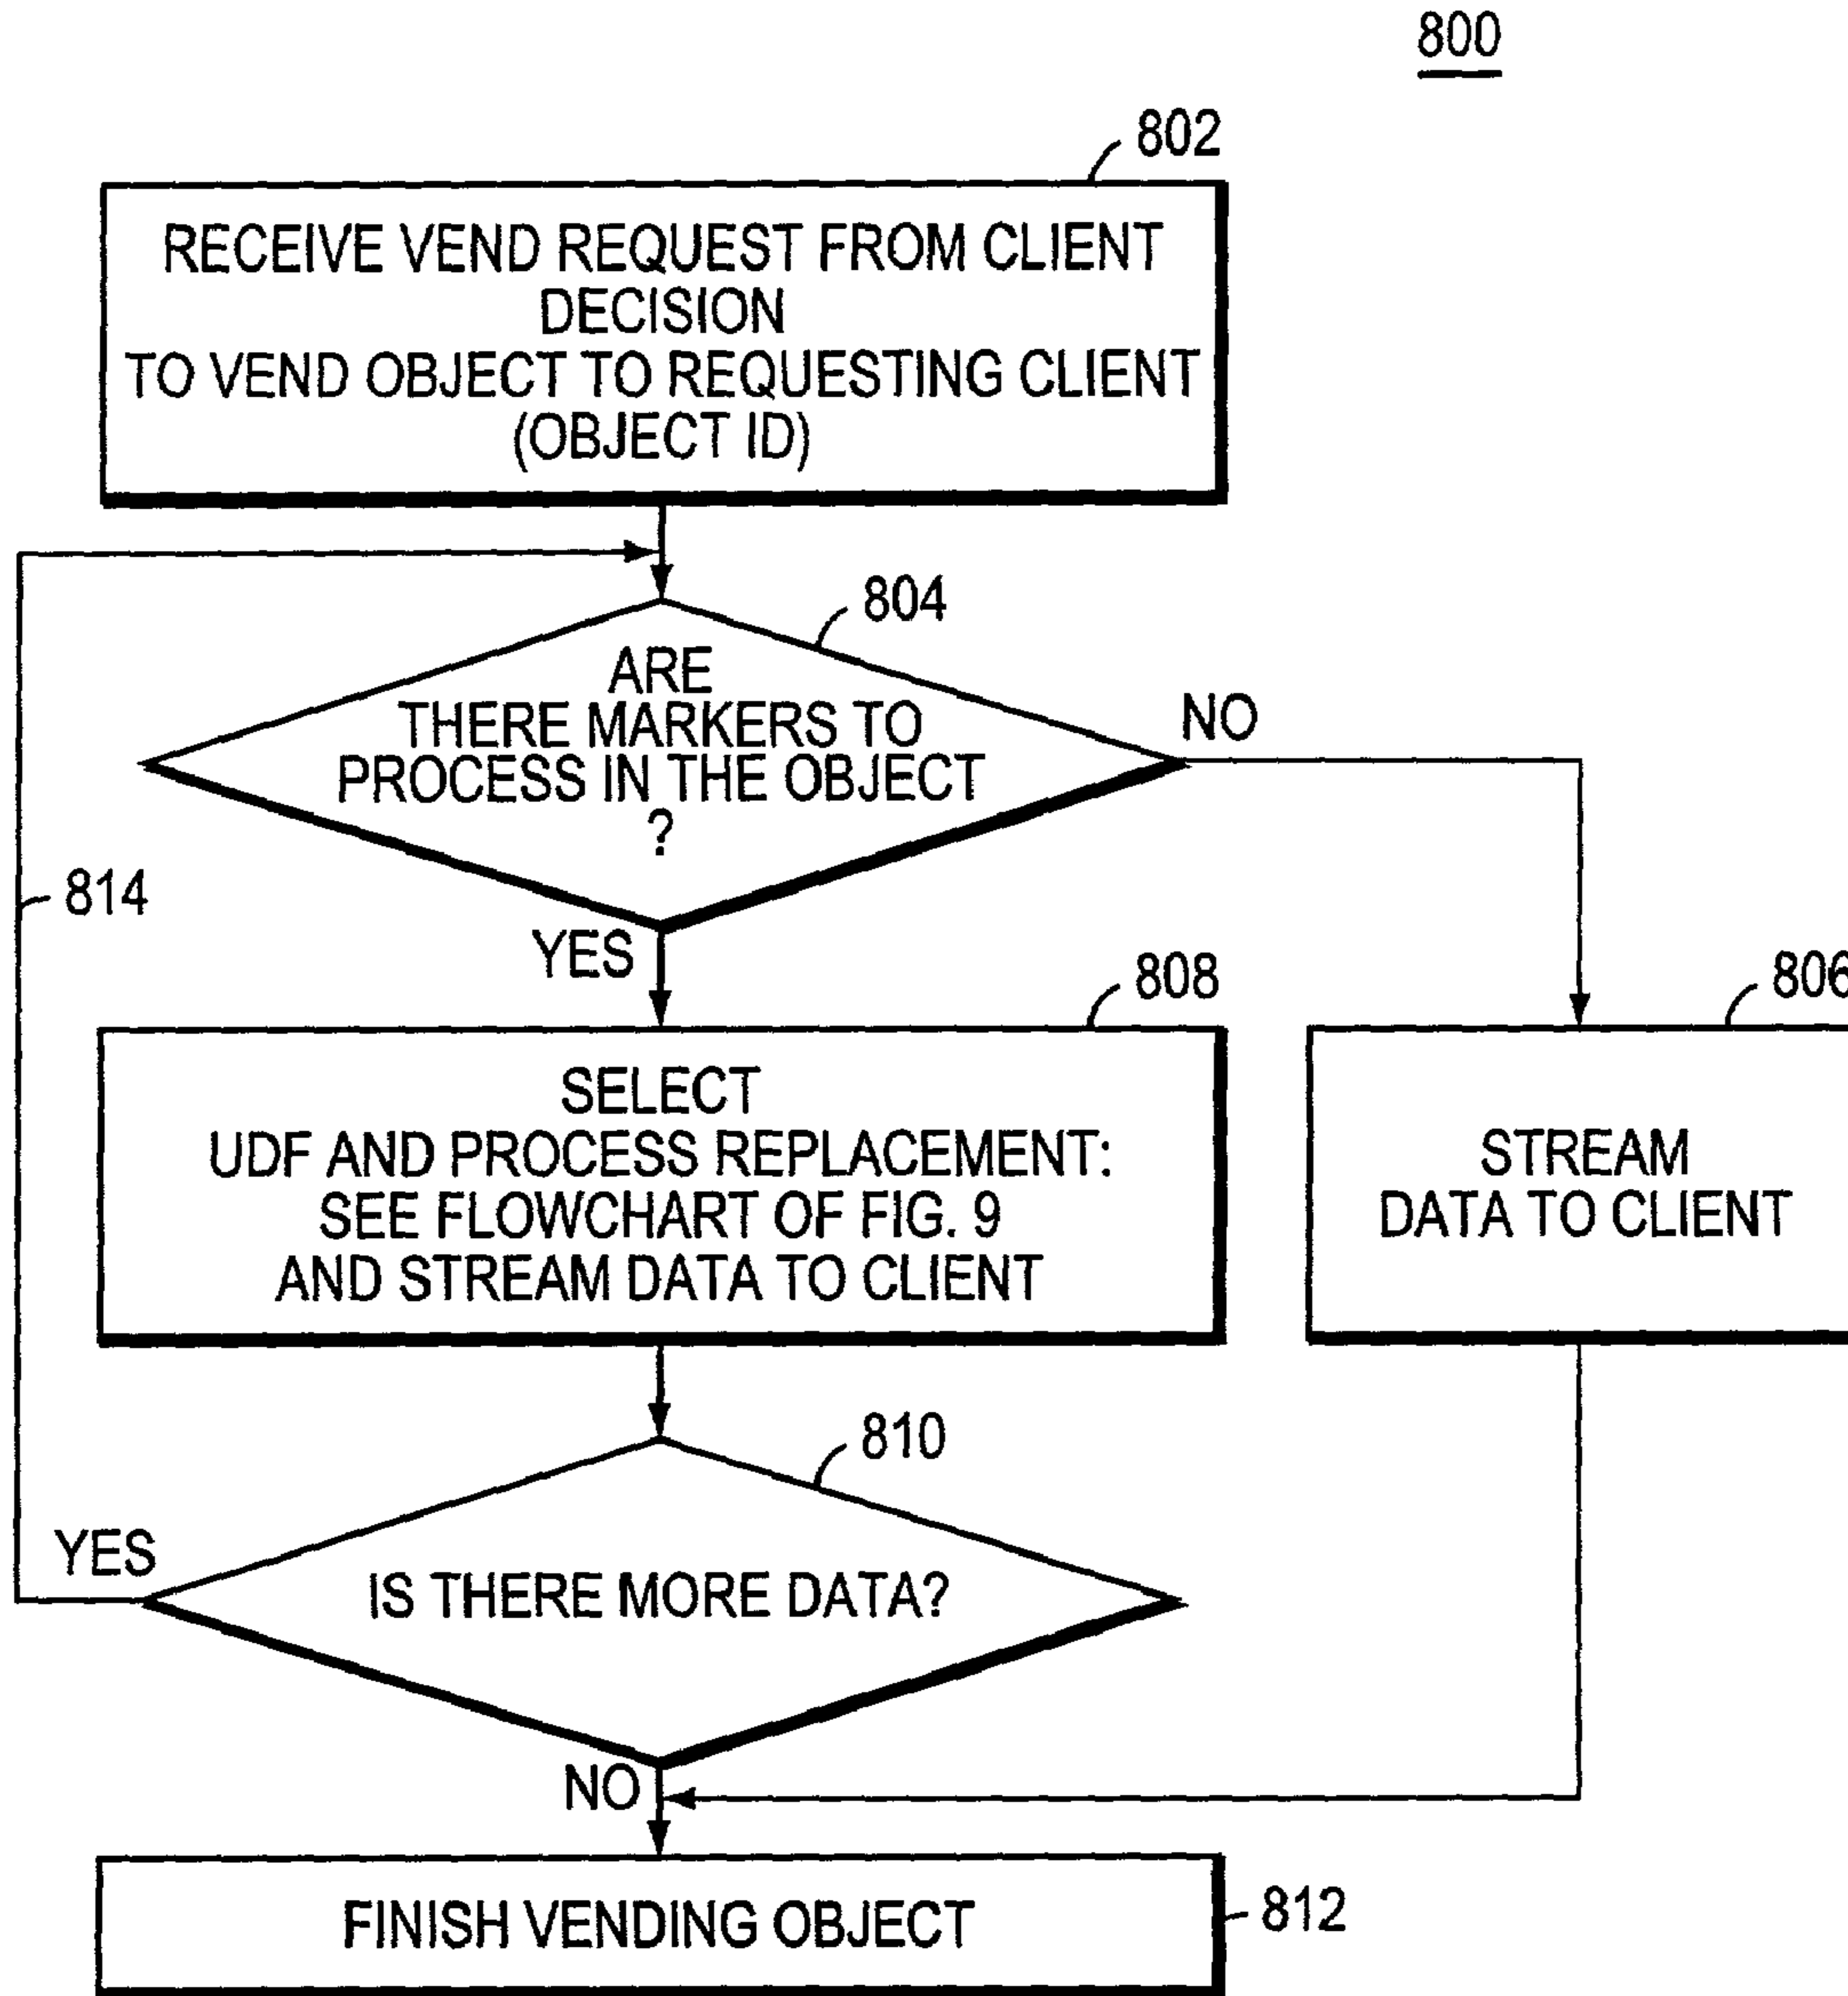 800
802
RECEIVE VEND REQUEST FROM CLIENT
DECISION
TO VEND OBJECT TO REQUESTING CLIENT
(OBJECT ID)
804
ARE
THERE MARKERS TO
PROCESS IN THE OBJECT
?
NO
814
YES
808
806
SELECT
UDF AND PROCESS REPLACEMENT:
SEE FLOWCHART OF FIG. 9
AND STREAM DATA TO CLIENT
STREAM
DATA TO CLIENT
810
YES
IS THERE MORE DATA?
NO
FINISH VENDING OBJECT
812